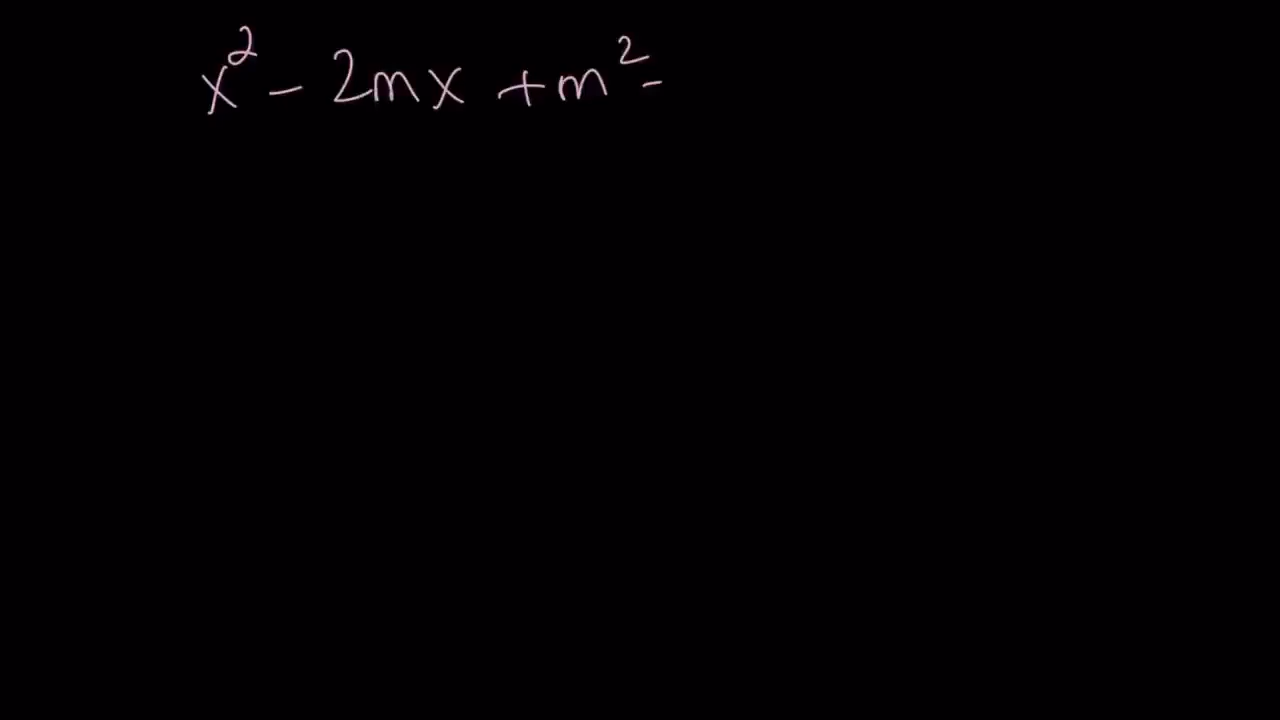 x² - 2mx + m² -